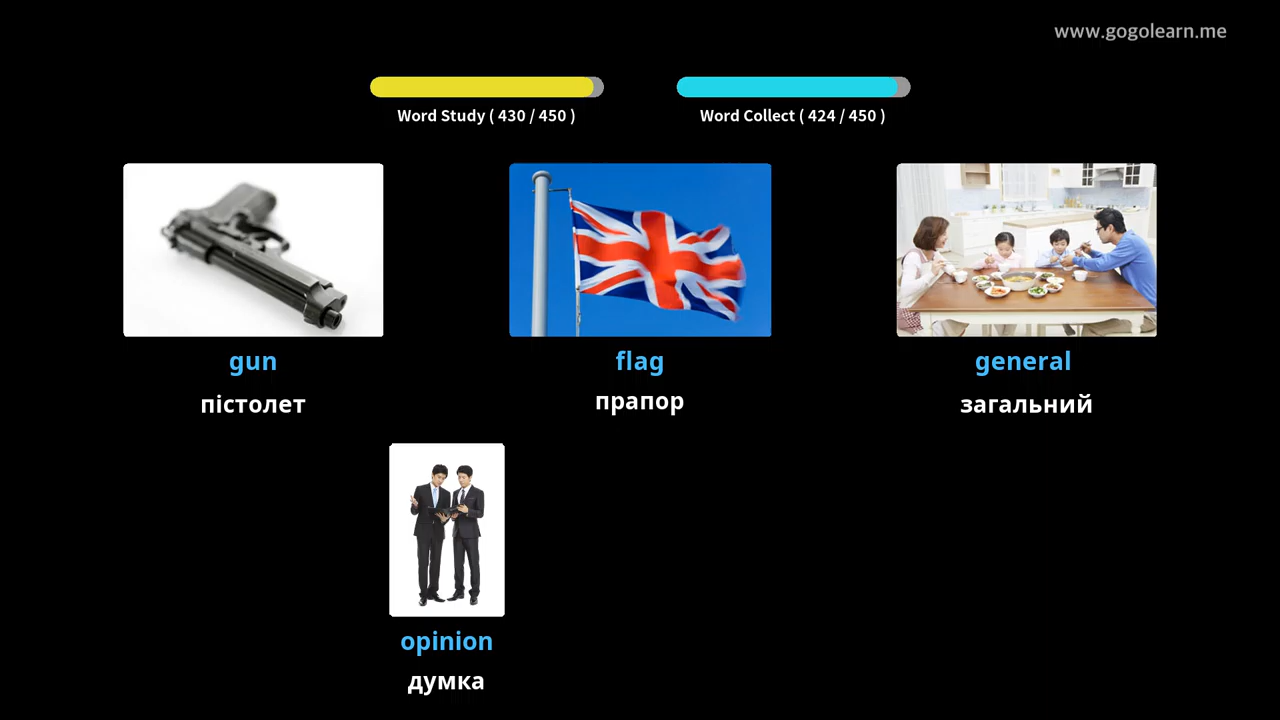 www.gogolearn.me
Word Study ( 430 / 450 )
Word Collect ( 424 / 450 )
gun
flag
general
пістолет
прапор
загальний
opinion
думка